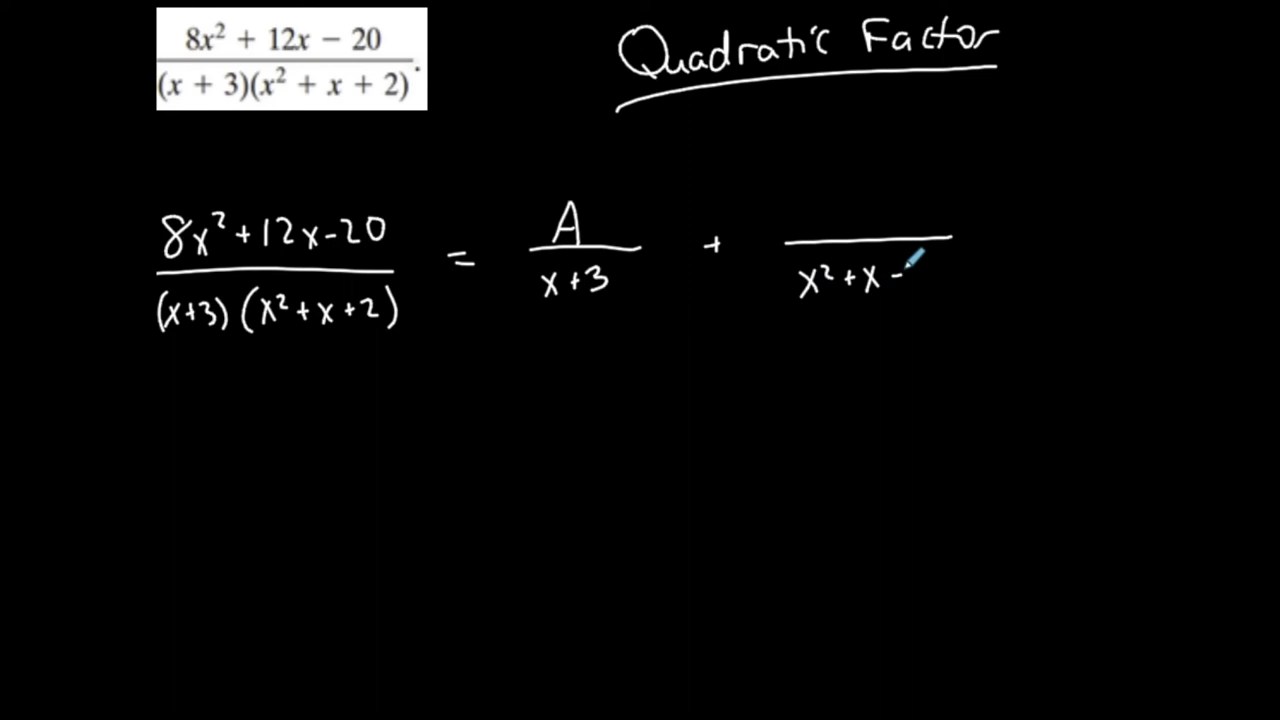 8x² + 12x − 20
(x + 3)(x² + x + 2).
Quadratic Factor
8x²+12x-20
(x+3)(x²+x+2)
=
A
x+3
+
x²+x-